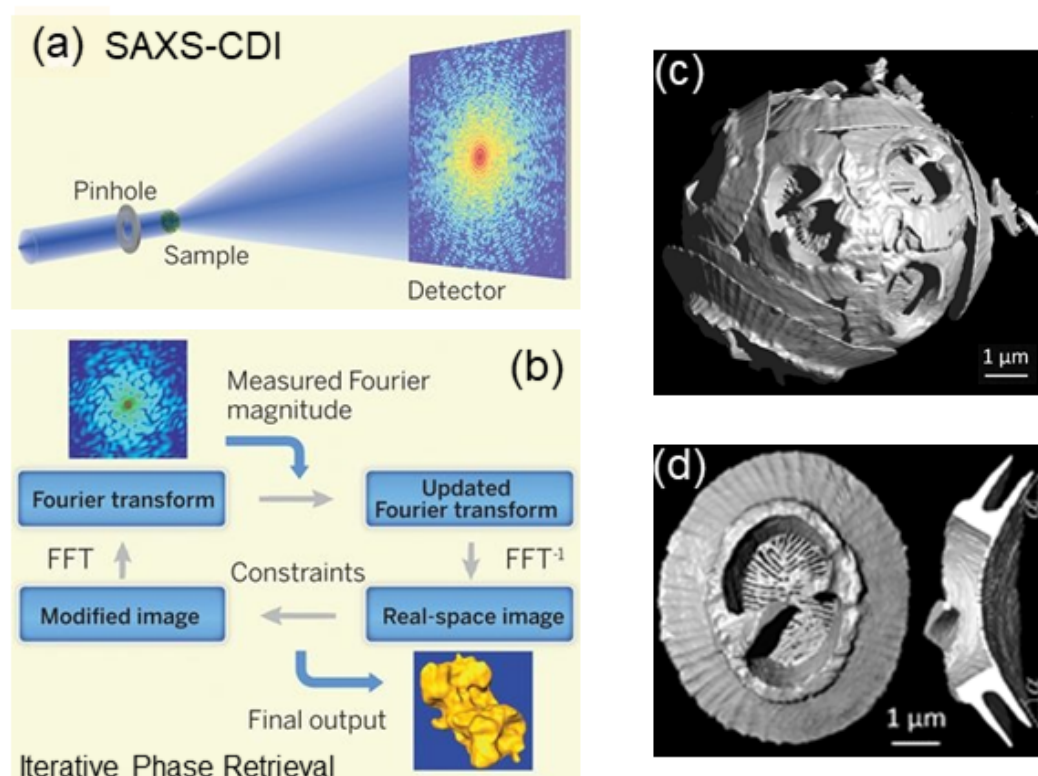 (a) SAXS-CDI
Pinhole
Sample
Detector
(b)
Measured Fourier
magnitude
Fourier transform
Updated
Fourier transform
FFT
Constraints
FFT-1
Modified image
Real-space image
Final output
Iterative Phase Retrieval
(c)
1 μm
(d)
1 μm